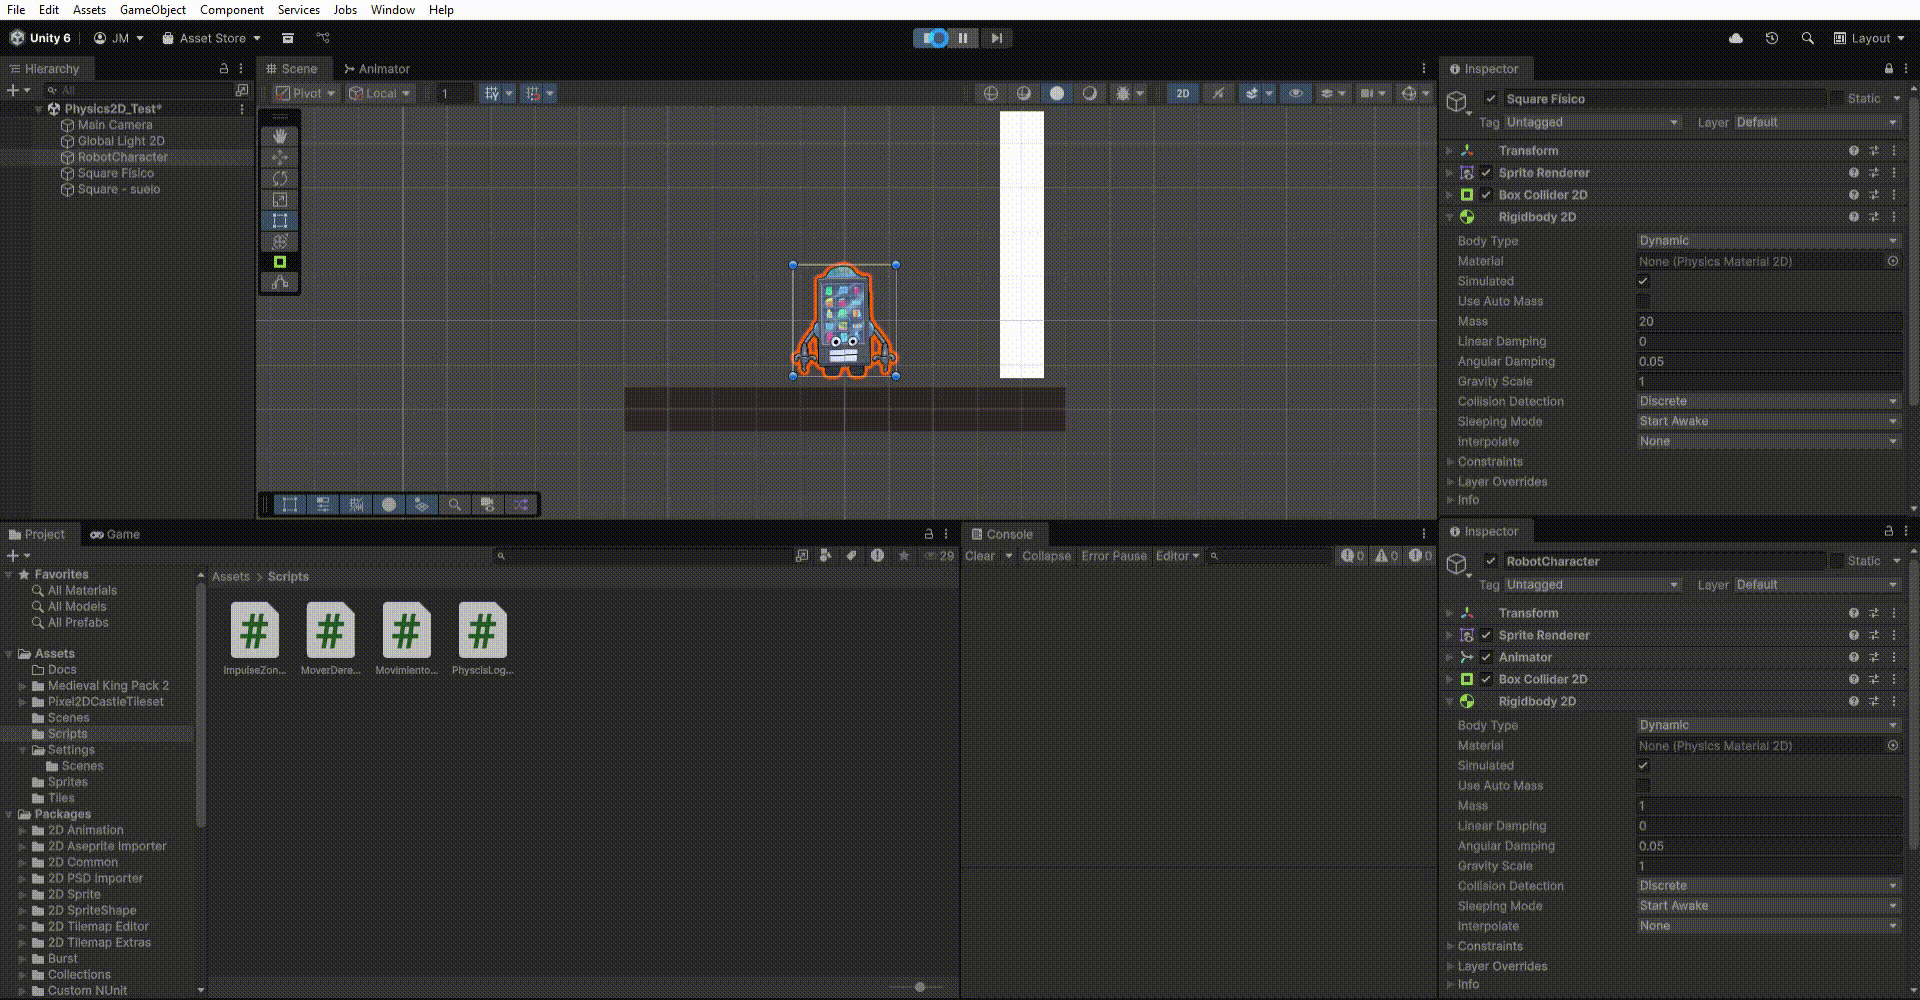 File Edit Assets GameObject Component Services Jobs Window Help
Unity 6 JM Asset Store Layout
Hierarchy
All
Physics2D_Test*
Main Camera
Global Light 2D
RobotCharacter
Square Físico
Square - suelo
Scene Animator
Pivot Local 1 2D
Inspector
Square Físico Static
Tag Untagged Layer Default
Transform
Sprite Renderer
Box Collider 2D
Rigidbody 2D
Body Type Dynamic
Material None (Physics Material 2D)
Simulated
Use Auto Mass
Mass 20
Linear Damping 0
Angular Damping 0.05
Gravity Scale 1
Collision Detection Discrete
Sleeping Mode Start Awake
Interpolate None
Constraints
Layer Overrides
Info
Project Game
29
Favorites
All Materials
All Models
All Prefabs
Assets
Docs
Medieval King Pack 2
Pixel2DCastleTileset
Scenes
Scripts
Settings
Scenes
Sprites
Tiles
Packages
2D Animation
2D Aseprite Importer
2D Common
2D PSD Importer
2D Sprite
2D SpriteShape
2D Tilemap Editor
2D Tilemap Extras
Burst
Collections
Custom NUnit
Assets > Scripts
ImpulseZon... MoverDere... Movimiento... PhyscisLog...
Console
Clear Collapse Error Pause Editor 0 0 0
Inspector
RobotCharacter Static
Tag Untagged Layer Default
Transform
Sprite Renderer
Animator
Box Collider 2D
Rigidbody 2D
Body Type Dynamic
Material None (Physics Material 2D)
Simulated
Use Auto Mass
Mass 1
Linear Damping 0
Angular Damping 0.05
Gravity Scale 1
Collision Detection Discrete
Sleeping Mode Start Awake
Interpolate None
Constraints
Layer Overrides
Info